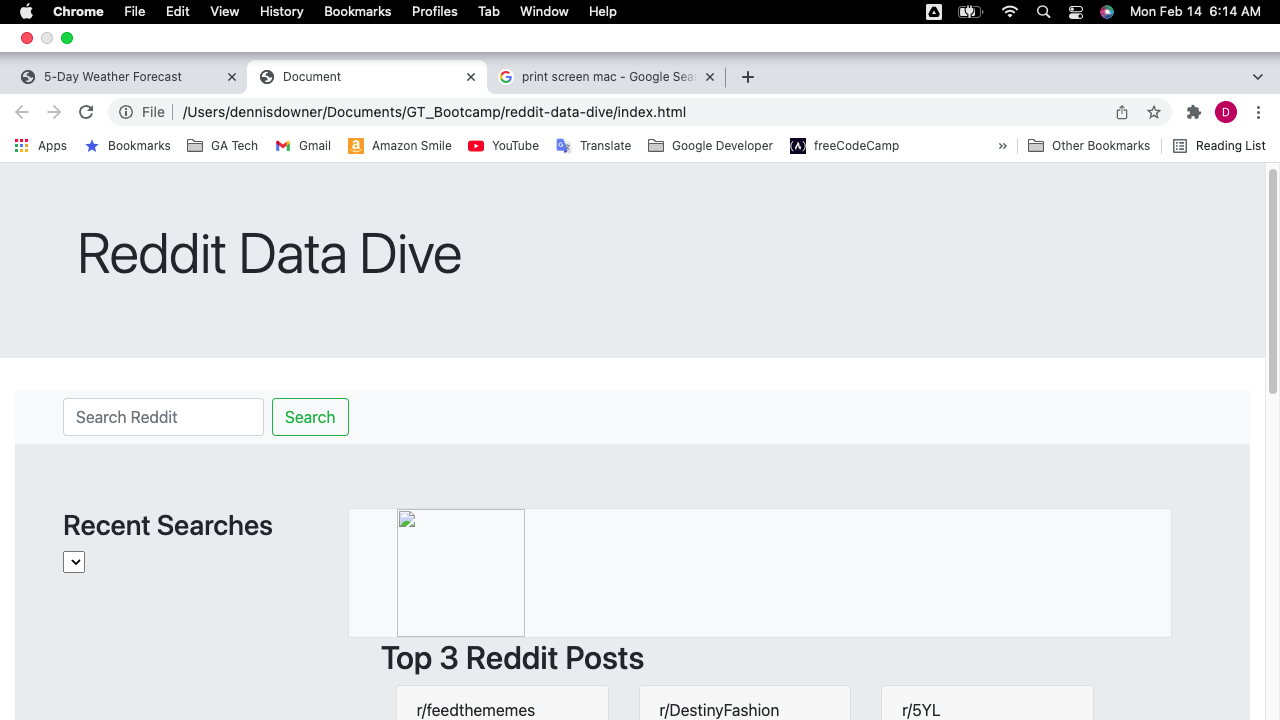 Chrome File Edit View History Bookmarks Profiles Tab Window Help Mon Feb 14 6:14 AM
5-Day Weather Forecast Document print screen mac - Google Sea
File /Users/dennisdowner/Documents/GT_Bootcamp/reddit-data-dive/index.html D
Apps Bookmarks GA Tech Gmail Amazon Smile YouTube Translate Google Developer freeCodeCamp » Other Bookmarks Reading List
Reddit Data Dive
Search Reddit Search
Recent Searches
Top 3 Reddit Posts
r/feedthememes r/DestinyFashion r/5YL